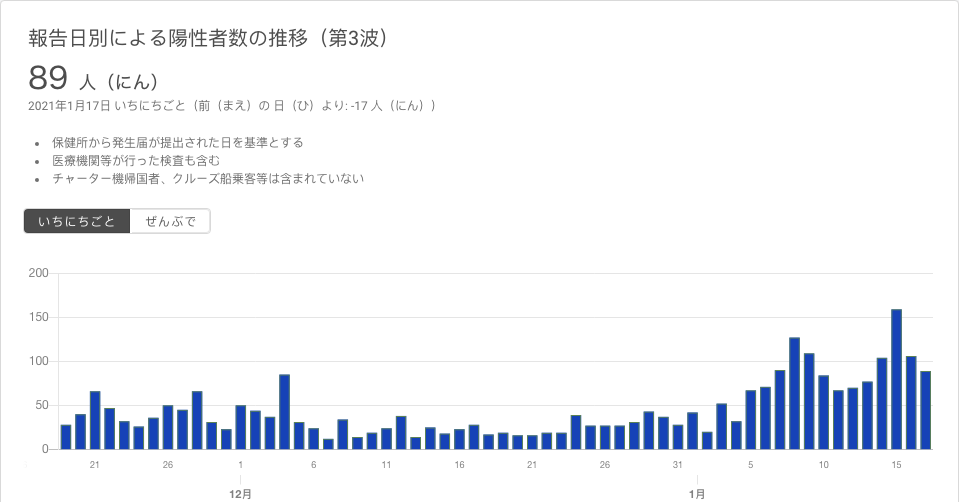 報告日別による陽性者数の推移（第3波）
89 人（にん）
2021年1月17日 いちにちごと（前（まえ）の 日（ひ）より: -17 人（にん））
保健所から発生届が提出された日を基準とする
医療機関等が行った検査も含む
チャーター機帰国者、クルーズ船乗客等は含まれていない
いちにちごと ぜんぶで
200
150
100
50
0
21 26 1 6 11 16 21 26 31 5 10 15
12月 1月